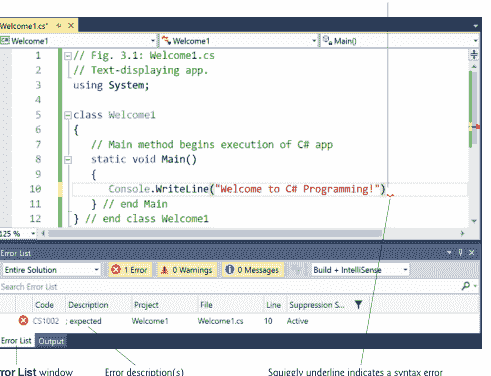 Welcome1.cs*
Welcome1 Welcome1 Main()
1 // Fig. 3.1: Welcome1.cs
2 // Text-displaying app.
3 using System;
4
5 class Welcome1
6 {
7 // Main method begins execution of C# app
8 static void Main()
9 {
10 Console.WriteLine("Welcome to C# Programming!")
11 } // end Main
12 } // end class Welcome1
125 %
Error List
Entire Solution 1 Error 0 Warnings 0 Messages Build + IntelliSense
Search Error List
Code Description Project File Line Suppression S...
CS1002 ; expected Welcome1 Welcome1.cs 10 Active
Error List Output
rror List window Error description(s) Squiggly underline indicates a syntax error